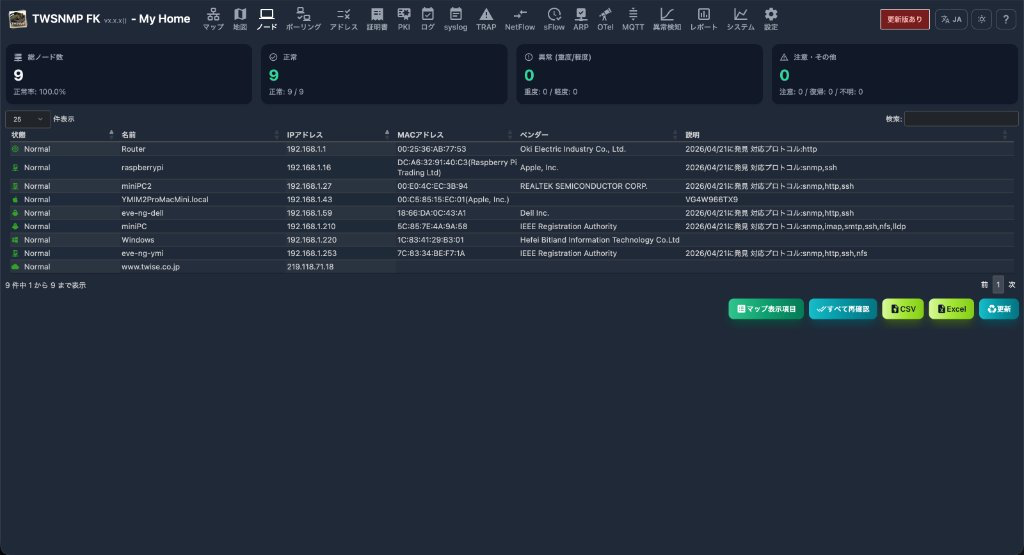 TWSNMP FK vx.x.x() - My Home
マップ 地図 ノード ポーリング アドレス 証明書 PKI ログ syslog TRAP NetFlow sFlow ARP OTel MQTT 異常検知 レポート システム 設定
更新版あり JA
総ノード数
9
正常率: 100.0%
正常
9
正常: 9 / 9
異常 (重度/軽度)
0
重度: 0 / 軽度: 0
注意・その他
0
注意: 0 / 復帰: 0 / 不明: 0
25 件表示 検索:
状態 名前 IPアドレス MACアドレス ベンダー 説明
Normal Router 192.168.1.1 00:25:36:AB:77:53 Oki Electric Industry Co., Ltd. 2026/04/21に発見 対応プロトコル:http
Normal raspberrypi 192.168.1.16 DC:A6:32:91:40:C3(Raspberry Pi Trading Ltd) Apple, Inc. 2026/04/21に発見 対応プロトコル:snmp,ssh
Normal miniPC2 192.168.1.27 00:E0:4C:EC:3B:94 REALTEK SEMICONDUCTOR CORP. 2026/04/21に発見 対応プロトコル:snmp,http,ssh
Normal YMIM2ProMacMini.local 192.168.1.43 00:C5:85:15:EC:01(Apple, Inc.) VG4W966TX9
Normal eve-ng-dell 192.168.1.59 18:66:DA:0C:43:A1 Dell Inc. 2026/04/21に発見 対応プロトコル:snmp,http,ssh
Normal miniPC 192.168.1.210 5C:85:7E:4A:9A:58 IEEE Registration Authority 2026/04/21に発見 対応プロトコル:snmp,imap,smtp,ssh,nfs,lldp
Normal Windows 192.168.1.220 1C:83:41:29:B3:01 Hefei Bitland Information Technology Co.Ltd
Normal eve-ng-ymi 192.168.1.253 7C:83:34:BE:F7:1A IEEE Registration Authority 2026/04/21に発見 対応プロトコル:snmp,http,ssh,nfs
Normal www.twise.co.jp 219.118.71.18
9 件中 1 から 9 まで表示 前 1 次
マップ表示項目 すべて再確認 CSV Excel 更新